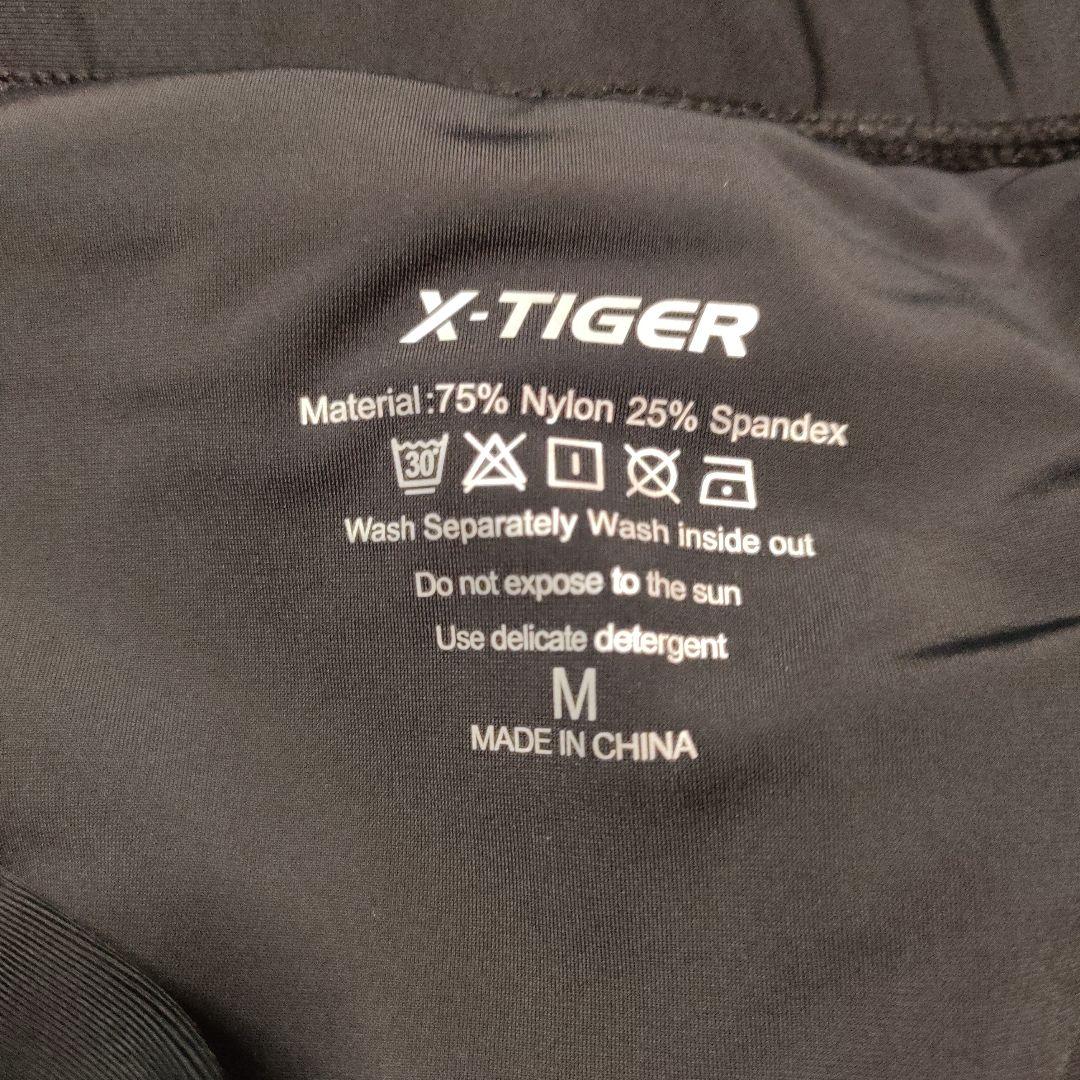 X-TIGER
Material:75% Nylon 25% Spandex
30
Wash Separately Wash inside out
Do not expose to the sun
Use delicate detergent
M
MADE IN CHINA